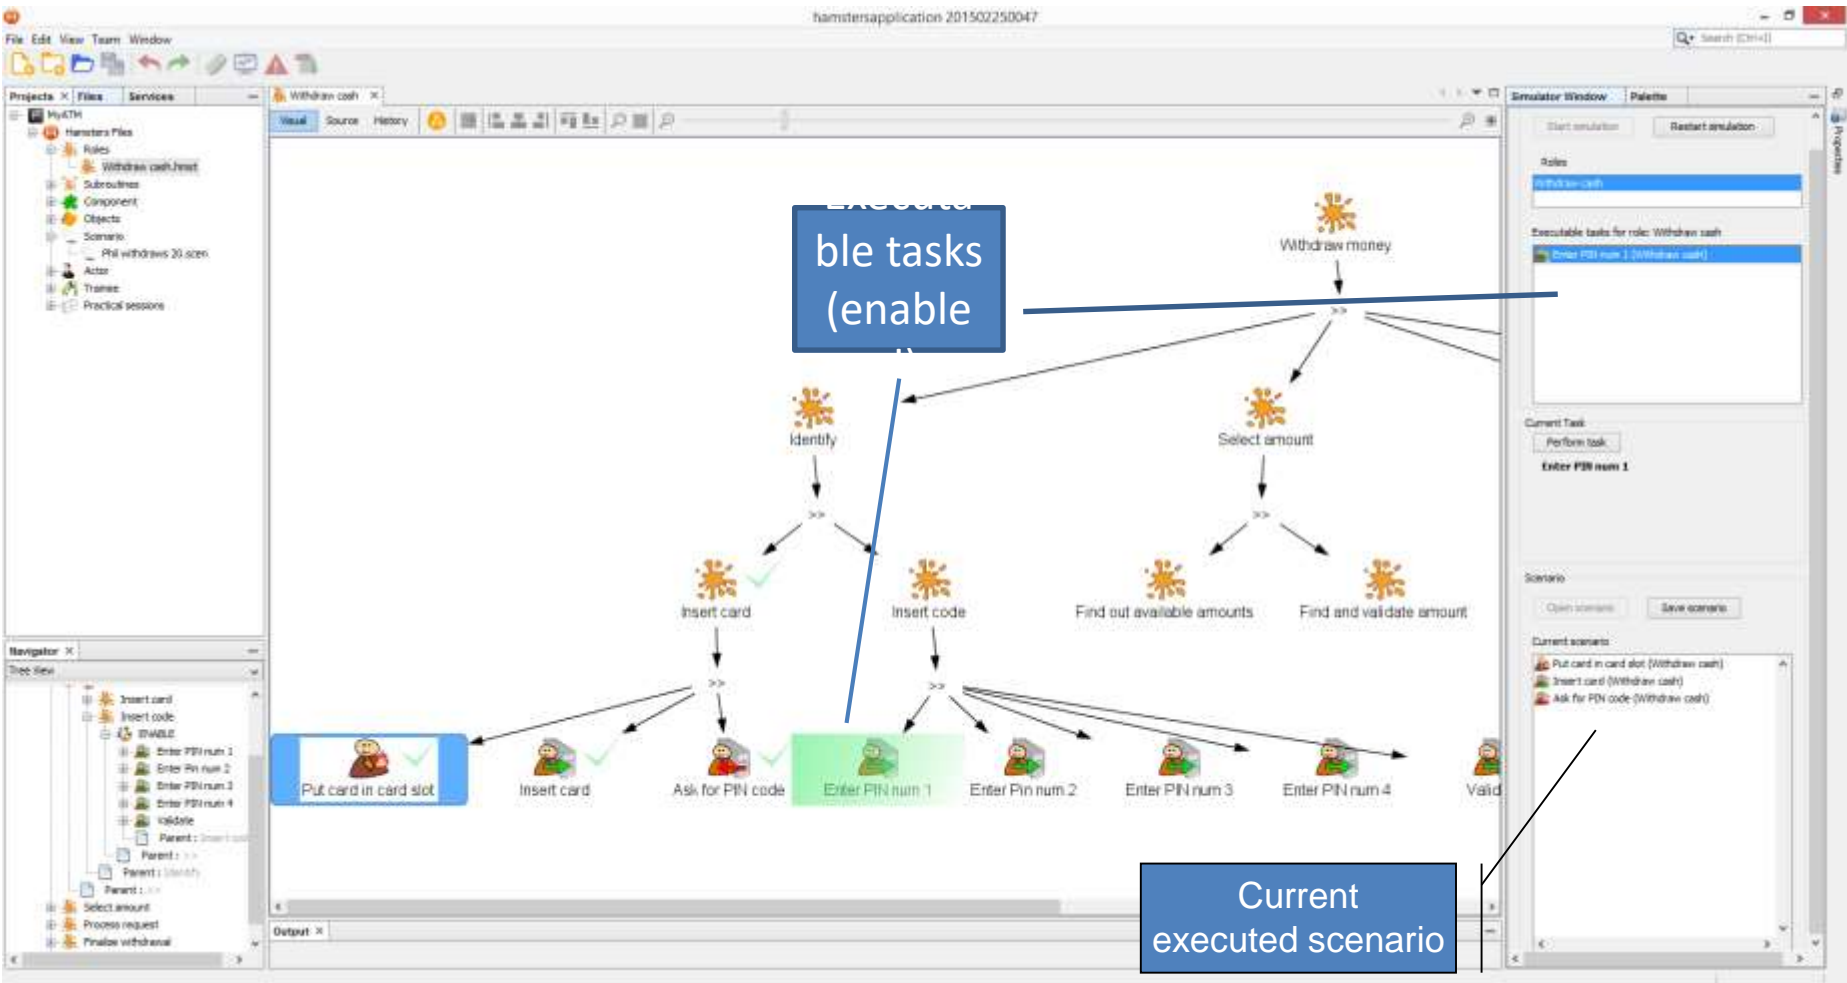 hamstersapplication 201502250047
File Edit View Team Window
Search (Ctrl+I)
Projects Files Services
MyATM
Hamsters Files
Roles
Withdraw cash.hmst
Subroutines
Component
Objects
Scenario
Phil withdraws 20.scen
Actor
Trainee
Practical sessions
Navigator
Tree View
Insert card
Insert code
ENABLE
Enter PIN num 1
Enter Pin num 2
Enter PIN num 3
Enter PIN num 4
Validate
Parent :
Parent : >>
Parent : Identify
Parent : >>
Select amount
Process request
Finalize withdrawal
Withdraw cash
Visual Source History
ble tasks
(enable
Withdraw money
>>
Identify
Select amount
>>
>>
Insert card
Insert code
Find out available amounts
Find and validate amount
>>
>>
Put card in card slot
Insert card
Ask for PIN code
Enter PIN num 1
Enter Pin num 2
Enter PIN num 3
Enter PIN num 4
Valid
Output
Current
executed scenario
Simulator Window Palette
Start simulation Restart simulation
Roles
Withdraw cash
Executable tasks for role: Withdraw cash
Enter PIN num 1 (Withdraw cash)
Current Task
Perform task
Enter PIN num 1
Scenario
Open scenario Save scenario
Current scenario
Put card in card slot (Withdraw cash)
Insert card (Withdraw cash)
Ask for PIN code (Withdraw cash)
Properties